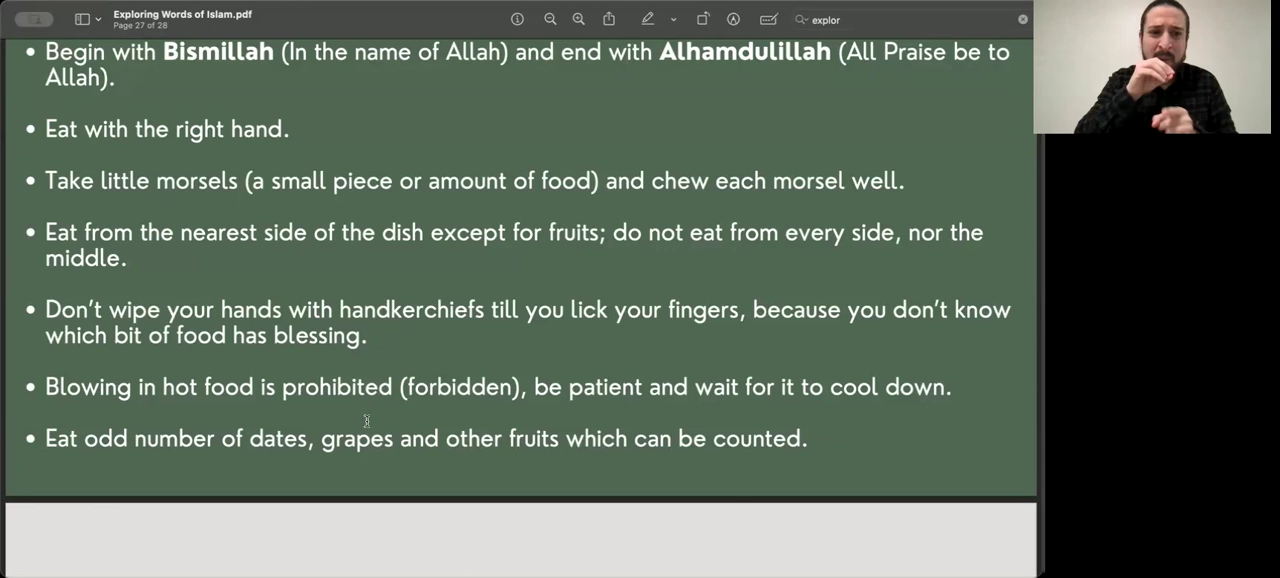 Exploring Words of Islam.pdf
Page 27 of 28
explor
• Begin with Bismillah (In the name of Allah) and end with Alhamdulillah (All Praise be to
Allah).
• Eat with the right hand.
• Take little morsels (a small piece or amount of food) and chew each morsel well.
• Eat from the nearest side of the dish except for fruits; do not eat from every side, nor the
middle.
• Don’t wipe your hands with handkerchiefs till you lick your fingers, because you don’t know
which bit of food has blessing.
• Blowing in hot food is prohibited (forbidden), be patient and wait for it to cool down.
• Eat odd number of dates, grapes and other fruits which can be counted.